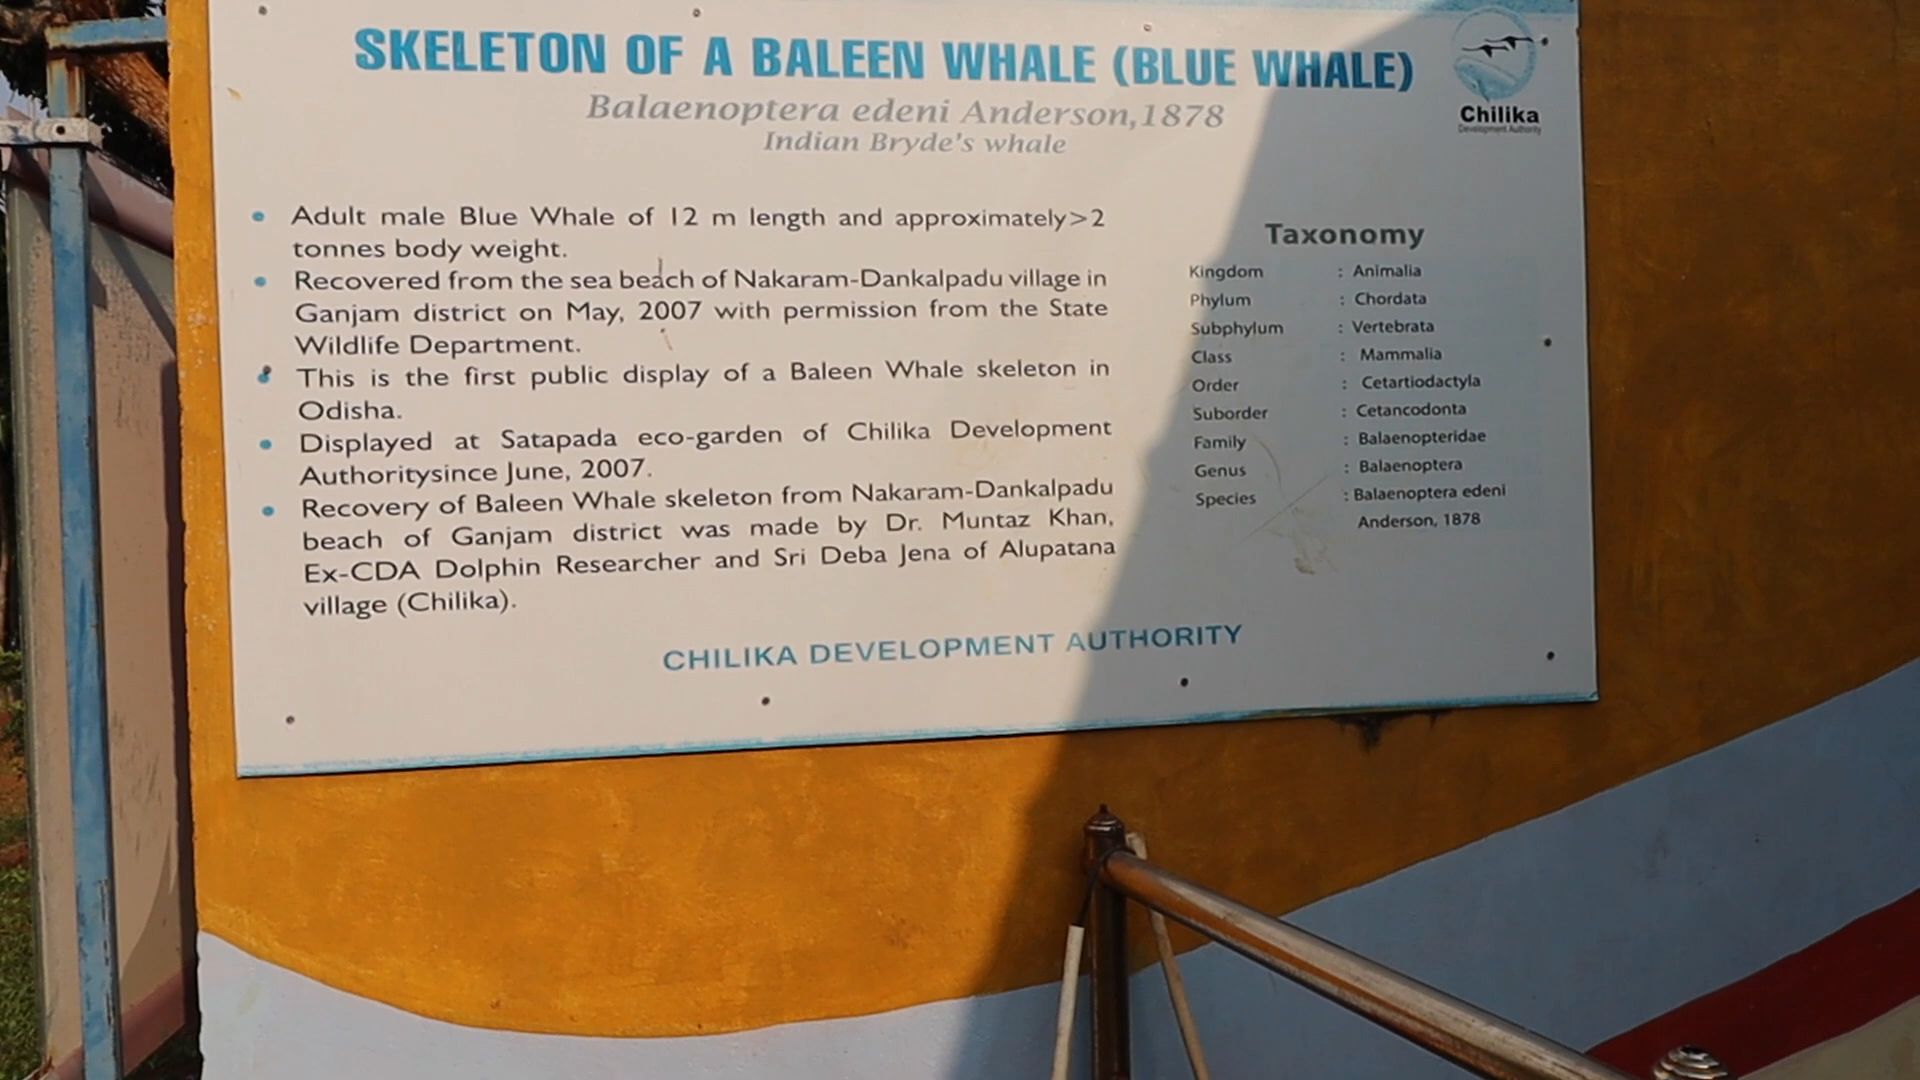 SKELETON OF A BALEEN WHALE (BLUE WHALE)
Balaenoptera edeni Anderson,1878
Indian Bryde's whale
Chilika
Development Authority
• Adult male Blue Whale of 12 m length and approximately>2
tonnes body weight.
• Recovered from the sea beach of Nakaram-Dankalpadu village in
Ganjam district on May, 2007 with permission from the State
Wildlife Department.
• This is the first public display of a Baleen Whale skeleton in
Odisha.
• Displayed at Satapada eco-garden of Chilika Development
Authoritysince June, 2007.
• Recovery of Baleen Whale skeleton from Nakaram-Dankalpadu
beach of Ganjam district was made by Dr. Muntaz Khan,
Ex-CDA Dolphin Researcher and Sri Deba Jena of Alupatana
village (Chilika).
Taxonomy
Kingdom : Animalia
Phylum : Chordata
Subphylum : Vertebrata
Class : Mammalia
Order : Cetartiodactyla
Suborder : Cetancodonta
Family : Balaenopteridae
Genus : Balaenoptera
Species : Balaenoptera edeni
Anderson, 1878
CHILIKA DEVELOPMENT AUTHORITY